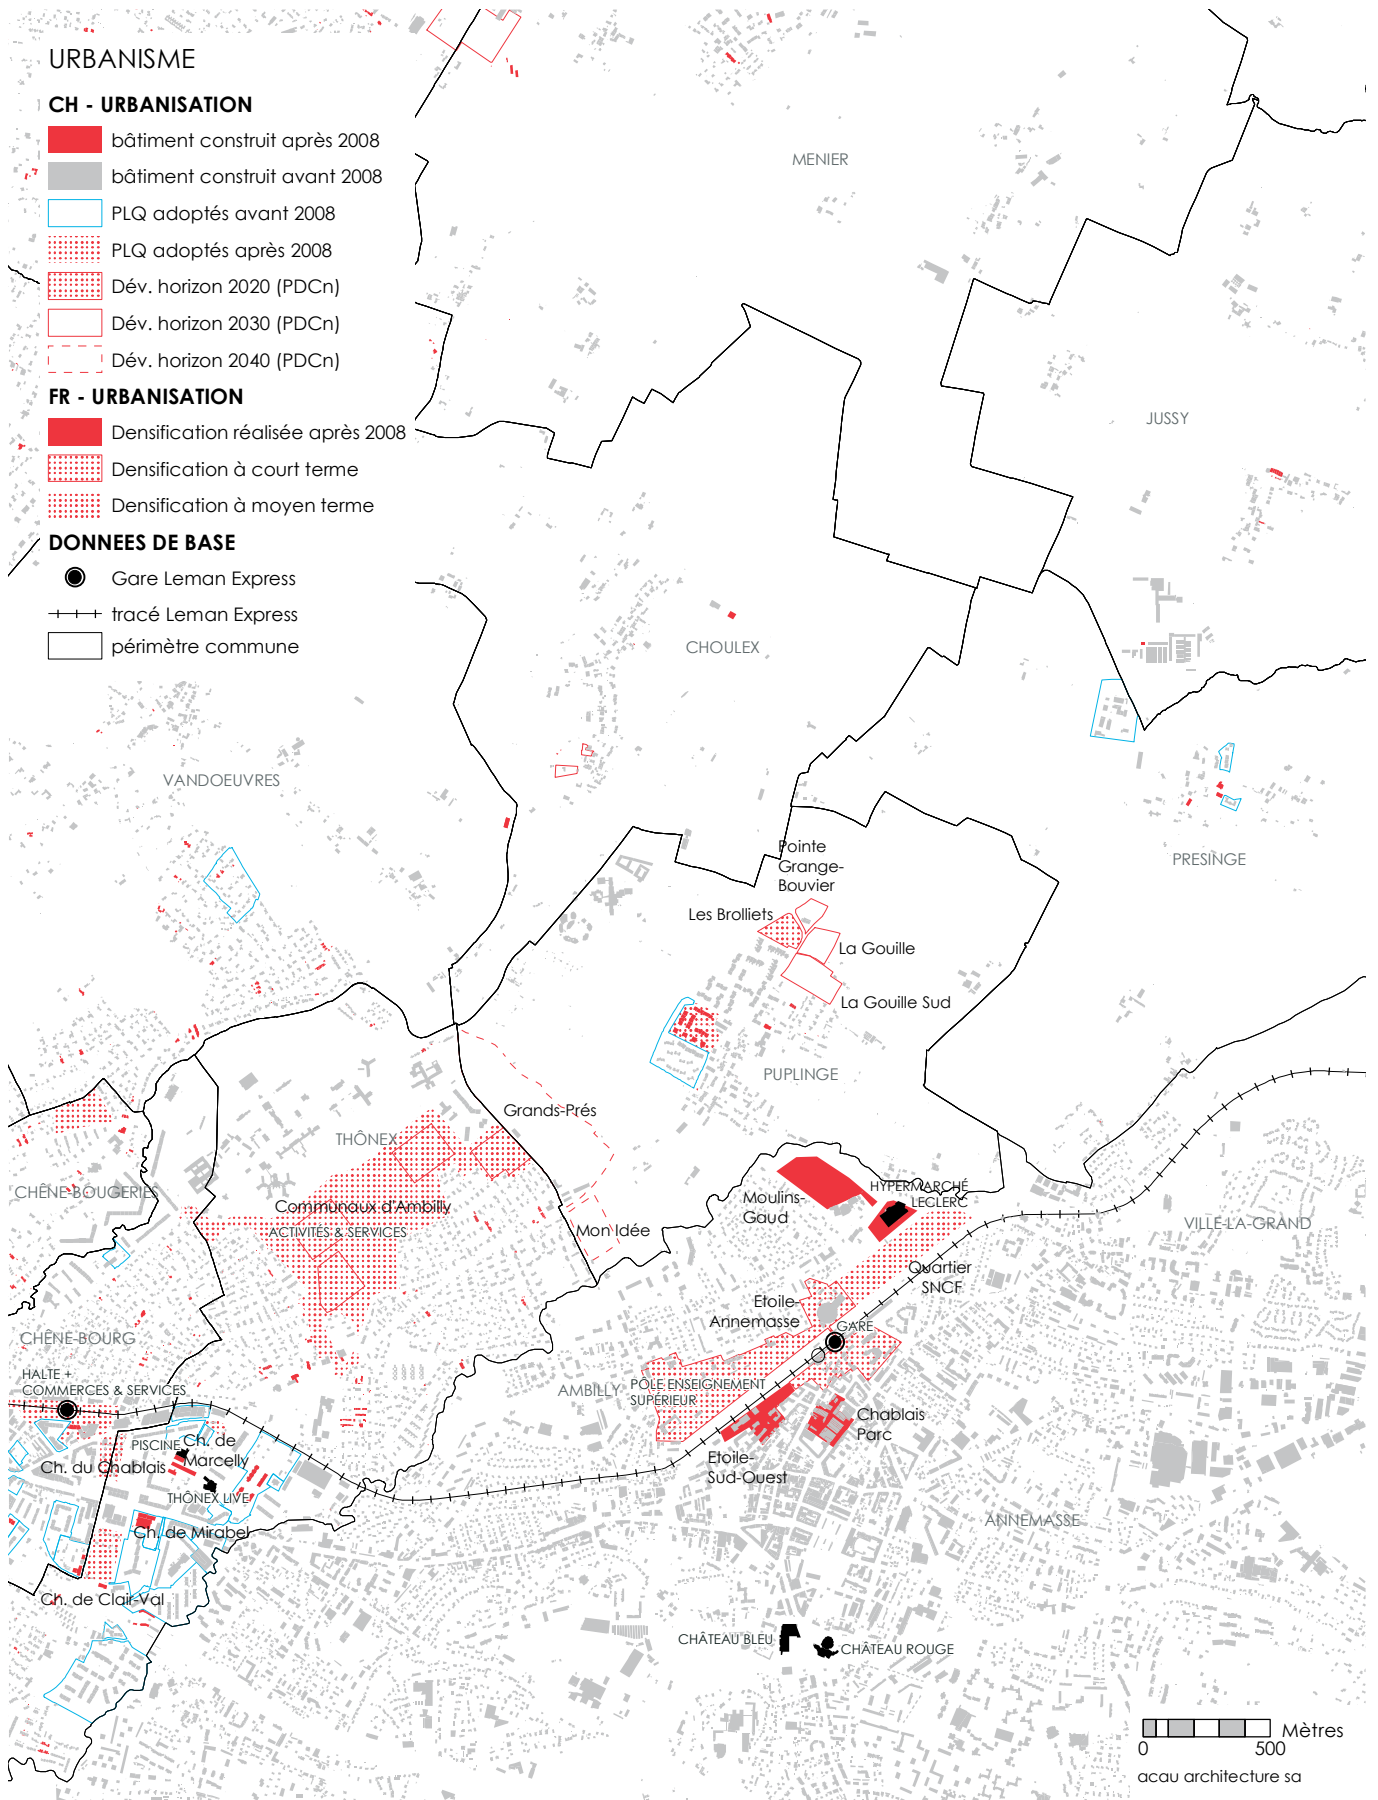 URBANISME
CH - URBANISATION
bâtiment construit après 2008
bâtiment construit avant 2008
PLQ adoptés avant 2008
PLQ adoptés après 2008
Dév. horizon 2020 (PDCn)
Dév. horizon 2030 (PDCn)
Dév. horizon 2040 (PDCn)
FR - URBANISATION
Densification réalisée après 2008
Densification à court terme
Densification à moyen terme
DONNEES DE BASE
Gare Leman Express
tracé Leman Express
périmètre commune
MENIER
JUSSY
CHOULEX
VANDOEUVRES
PRESINGE
Pointe
Grange-
Bouvier
Les Brolliets
La Gouille
La Gouille Sud
PUPLINGE
Grands-Prés
THÔNEX
CHÊNE-BOUGERIES
Communaux d'Ambilly
ACTIVITÉS & SERVICES
Mon Idée
Moulins-
Gaud
HYPERMARCHÉ
LECLERC
VILLE-LA-GRAND
Quartier
SNCF
Etoile-
Annemasse
GARE
CHÊNE-BOURG
HALTE +
COMMERCES & SERVICES
AMBILLY
PÔLE ENSEIGNEMENT
SUPÉRIEUR
Chablais
Parc
Etoile-
Sud-Ouest
PISCINE
Ch. de
Marcelly
Ch. du Chablais
THÔNEX LIVE
Ch. de Mirabel
ANNEMASSE
Ch. de Clair-Val
CHÂTEAU BLEU
CHÂTEAU ROUGE
Mètres
0
500
acau architecture sa